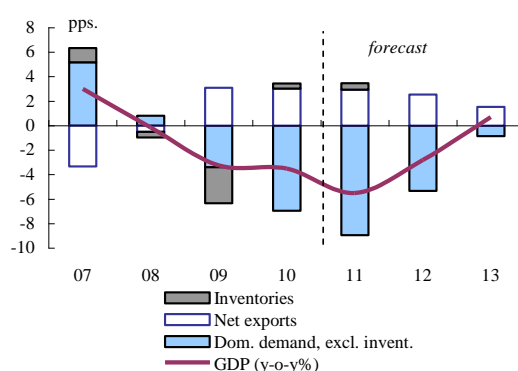 pps.
forecast
8
6
4
2
0
-2
-4
-6
-8
-10
07 08 09 10 11 12 13
Inventories
Net exports
Dom. demand, excl. invent.
GDP (y-o-y%)